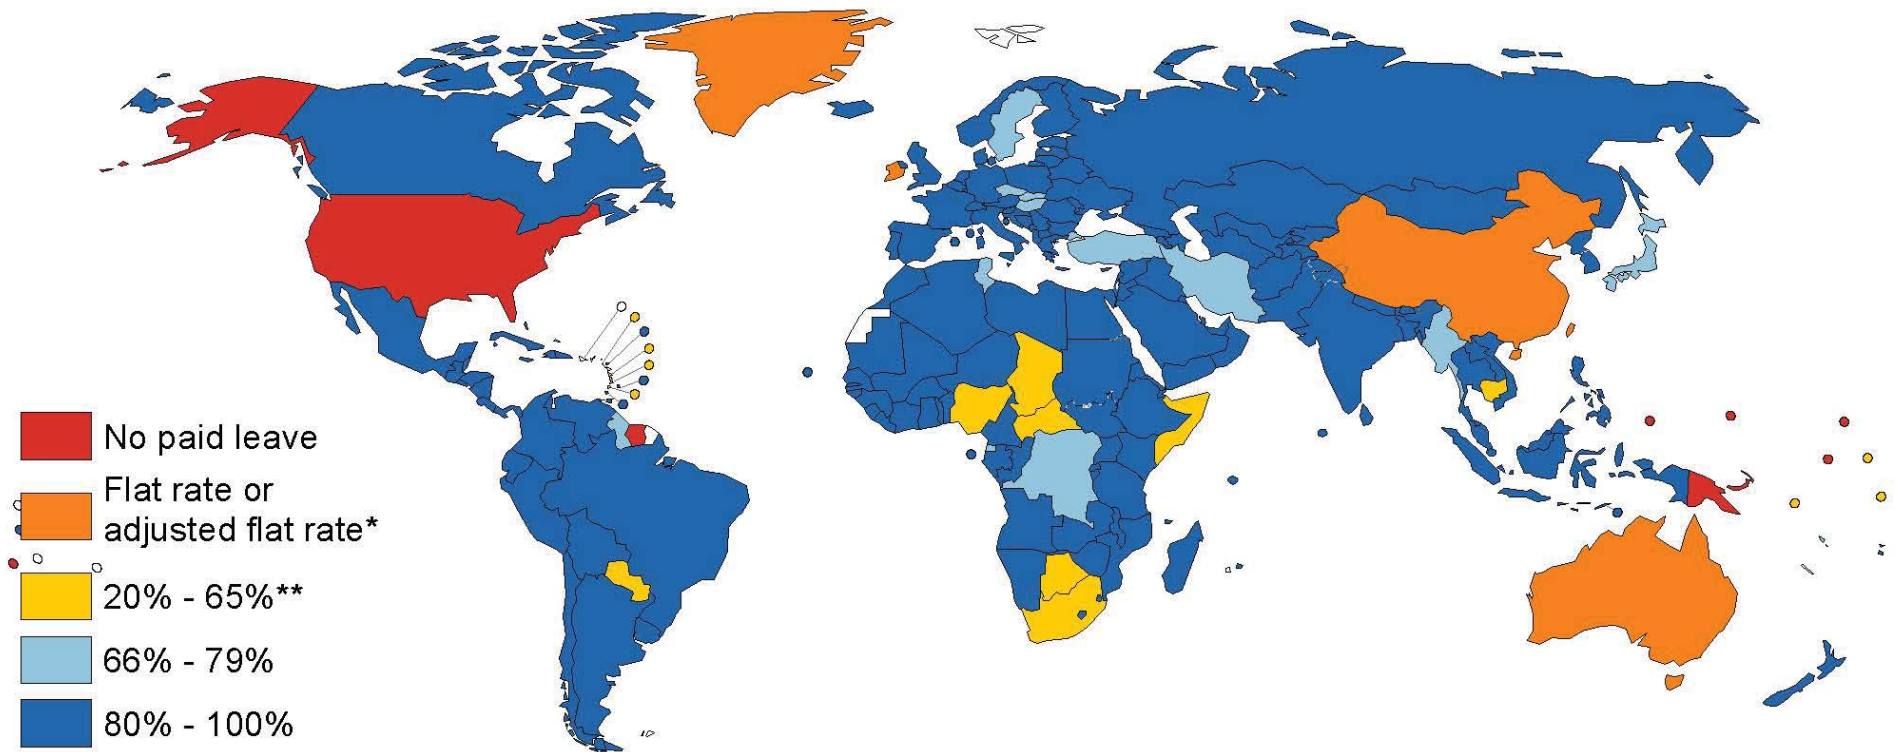 No paid leave
Flat rate or
adjusted flat rate*
20% - 65%**
66% - 79%
80% - 100%